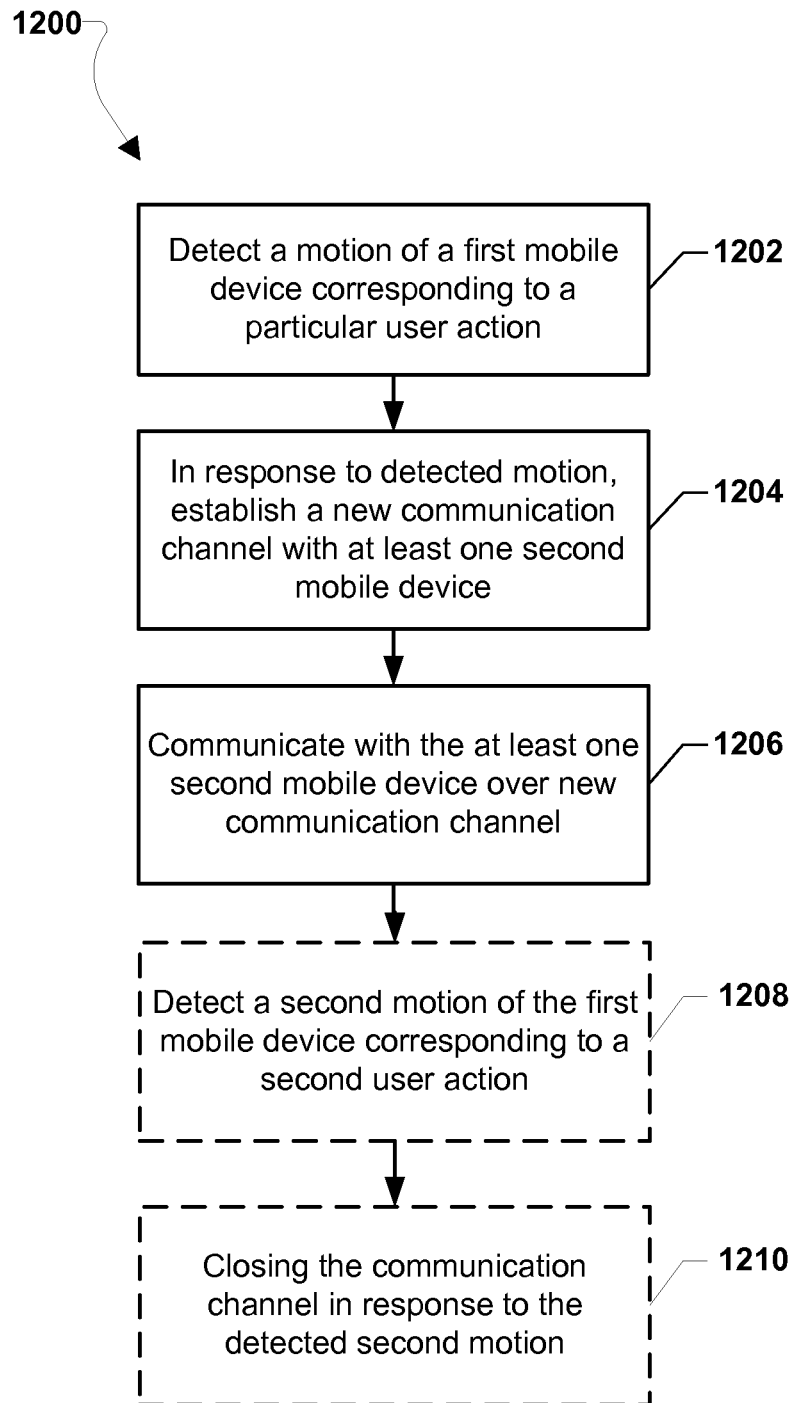 1200
Detect a motion of a first mobile
device corresponding to a
particular user action
1202
In response to detected motion,
establish a new communication
channel with at least one second
mobile device
1204
Communicate with the at least one
second mobile device over new
communication channel
1206
Detect a second motion of the first
mobile device corresponding to a
second user action
1208
Closing the communication
channel in response to the
detected second motion
1210